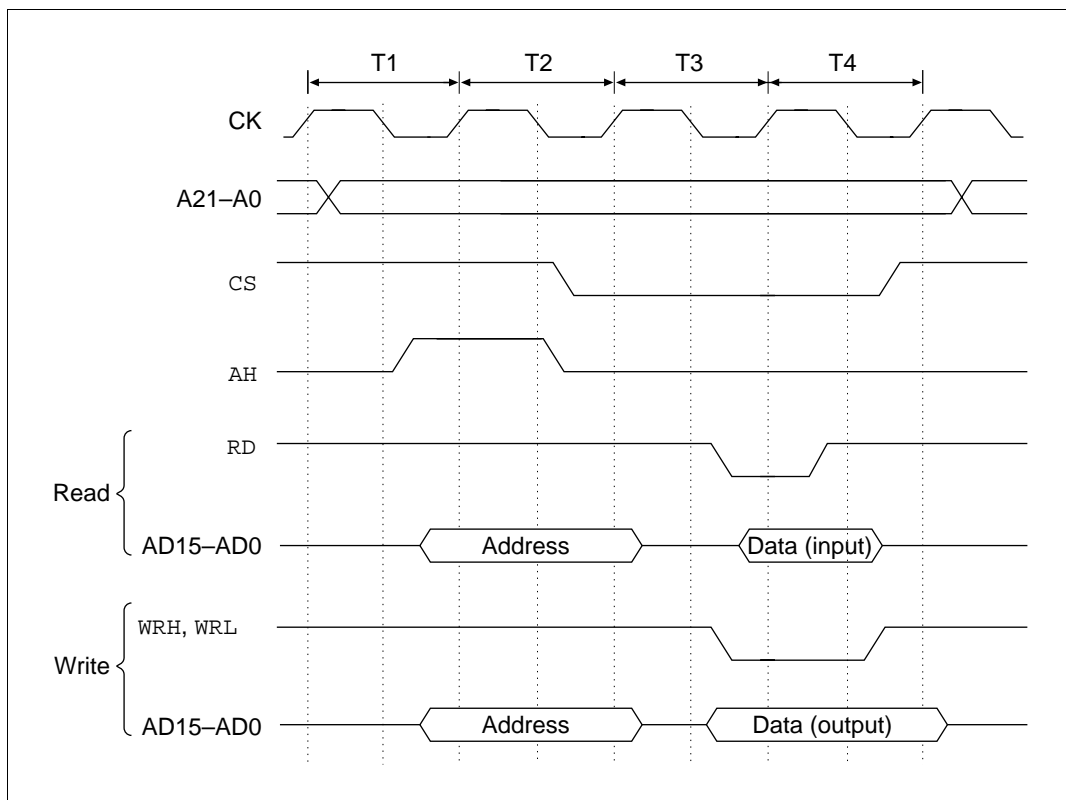 T1 T2 T3 T4
CK
A21–A0
CS
AH
RD
Read
AD15–AD0 Address Data (input)
WRH, WRL
Write
AD15–AD0 Address Data (output)